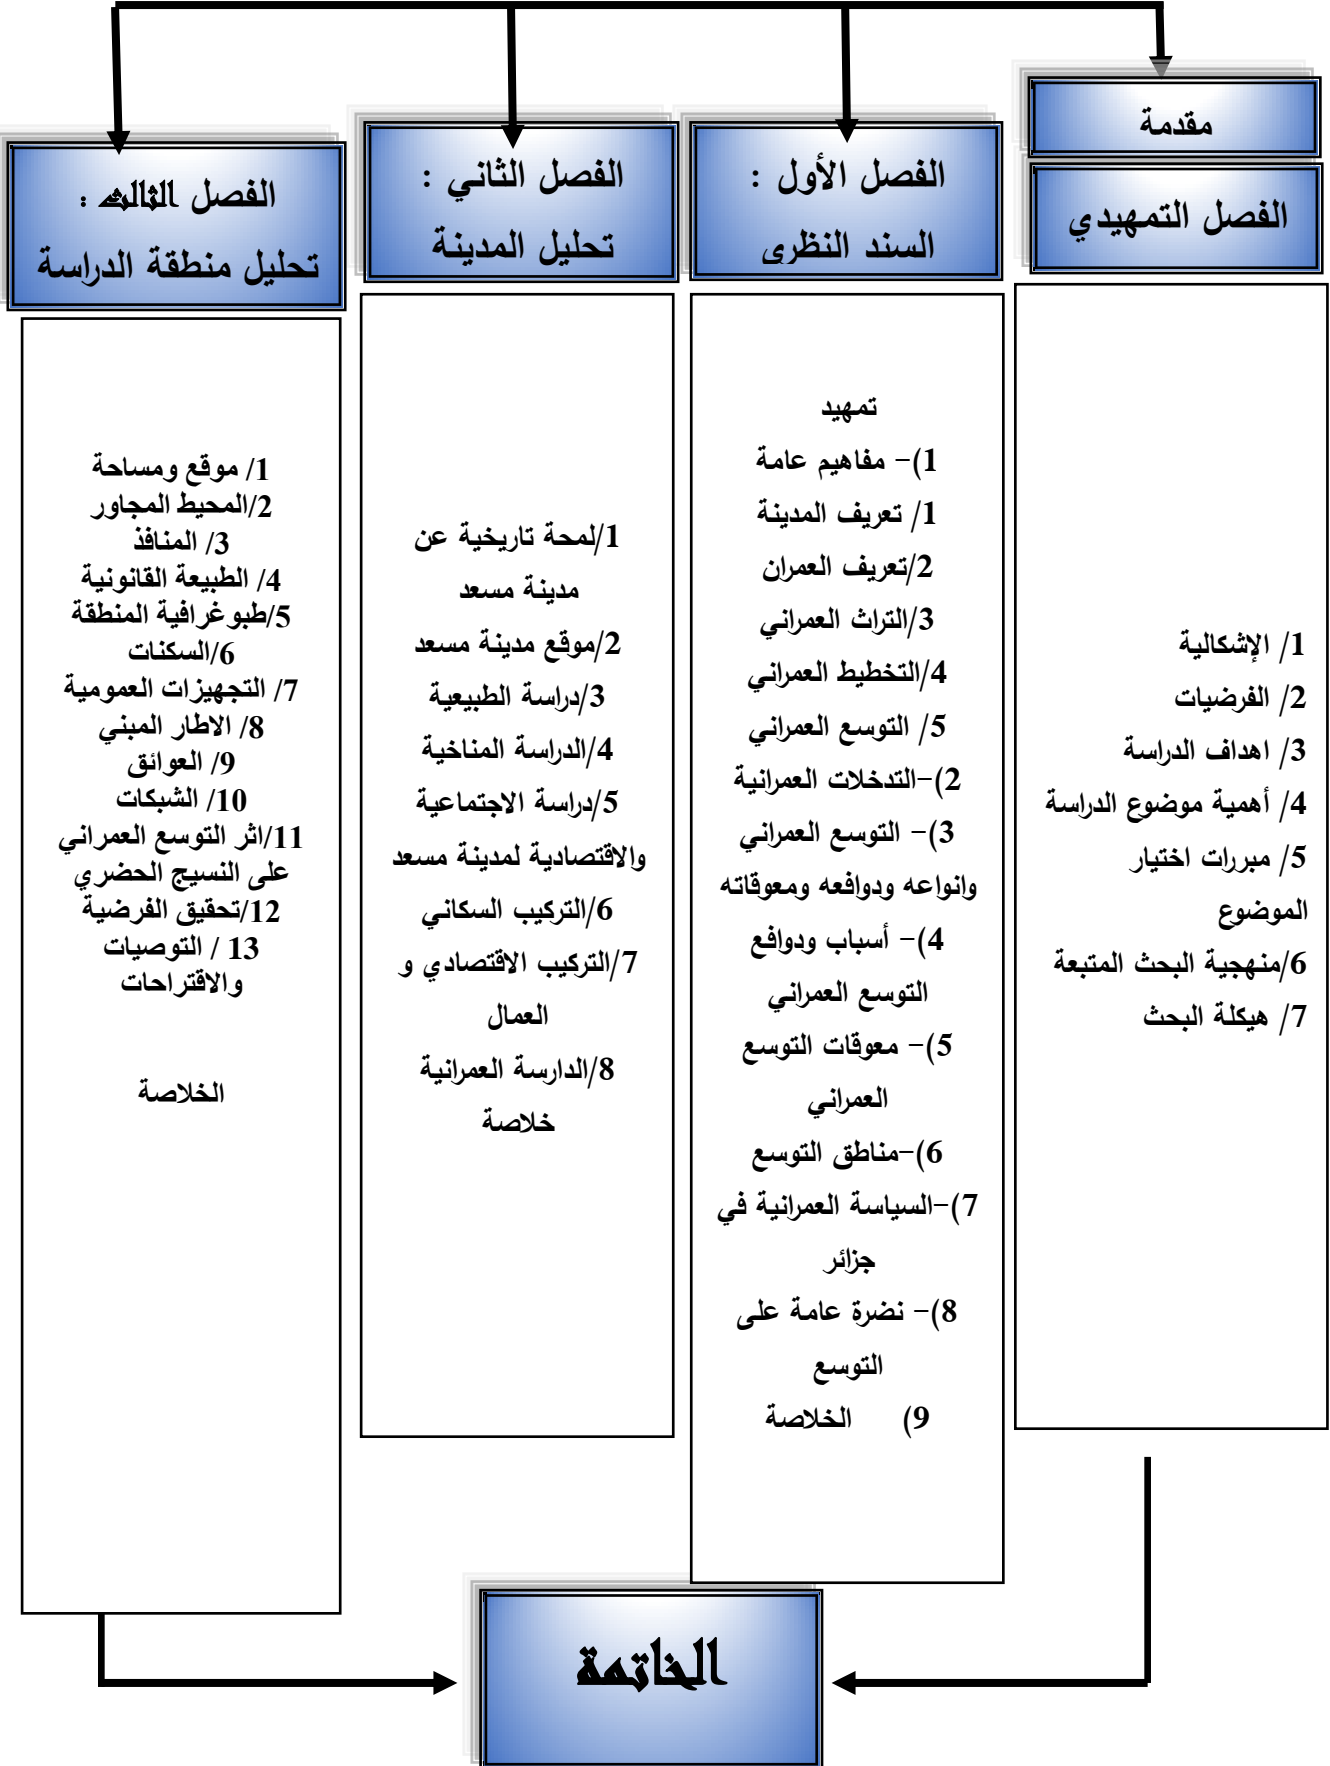 مقدمة
الفصل التمهيدي
1/ الإشكالية
2/ الفرضيات
3/ اهداف الدراسة
4/ أهمية موضوع الدراسة
5/ مبررات اختيار
الموضوع
6/منهجية البحث المتبعة
7/ هيكلة البحث
الفصل الأول :
السند النظري
تمهيد
1)- مفاهيم عامة
1/ تعريف المدينة
2/تعريف العمران
3/التراث العمراني
4/التخطيط العمراني
5/ التوسع العمراني
2)-التدخلات العمرانية
3)- التوسع العمراني
وانواعه ودوافعه ومعوقاته
4)- أسباب ودوافع
التوسع العمراني
5)- معوقات التوسع
العمراني
6)-مناطق التوسع
7)-السياسة العمرانية في
جزائر
8)- نضرة عامة على
التوسع
9) الخلاصة
الفصل الثاني :
تحليل المدينة
1/لمحة تاريخية عن
مدينة مسعد
2/موقع مدينة مسعد
3/دراسة الطبيعية
4/الدراسة المناخية
5/دراسة الاجتماعية
والاقتصادية لمدينة مسعد
6/التركيب السكاني
7/التركيب الاقتصادي و
العمال
8/الدارسة العمرانية
خلاصة
الفصل الثالث :
تحليل منطقة الدراسة
1/ موقع ومساحة
2/المحيط المجاور
3/ المنافذ
4/ الطبيعة القانونية
5/طبوغرافية المنطقة
6/السكنات
7/ التجهيزات العمومية
8/ الاطار المبني
9/ العوائق
10/ الشبكات
11/اثر التوسع العمراني
على النسيج الحضري
12/تحقيق الفرضية
13 / التوصيات
والاقتراحات
الخلاصة
الخاتمة